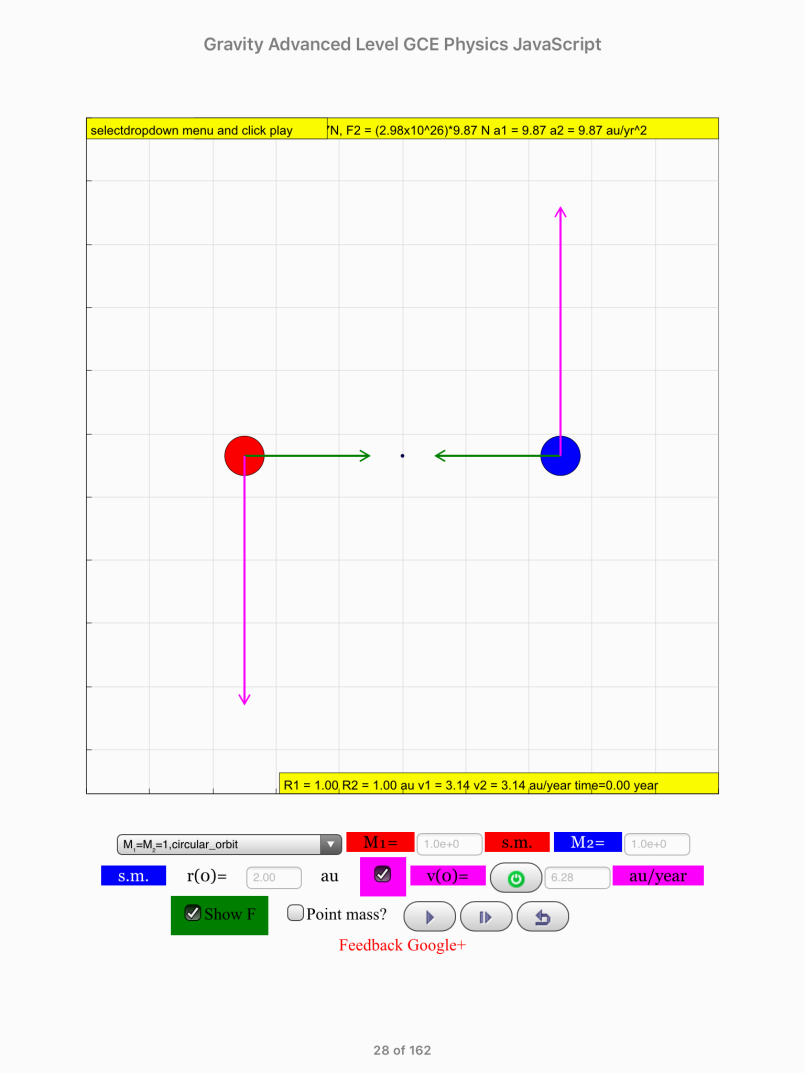 Gravity Advanced Level GCE Physics JavaScript
selectdropdown menu and click play N, F2 = (2.98x10^26)*9.87 N a1 = 9.87 a2 = 9.87 au/yr^2
R1 = 1.00 R2 = 1.00 au v1 = 3.14 v2 = 3.14 au/year time=0.00 year
M1=M2=1,circular_orbit M1= 1.0e+0 s.m. M2= 1.0e+0
s.m. r(0)= 2.00 au v(0)= 6.28 au/year
Show F Point mass?
Feedback Google+
28 of 162